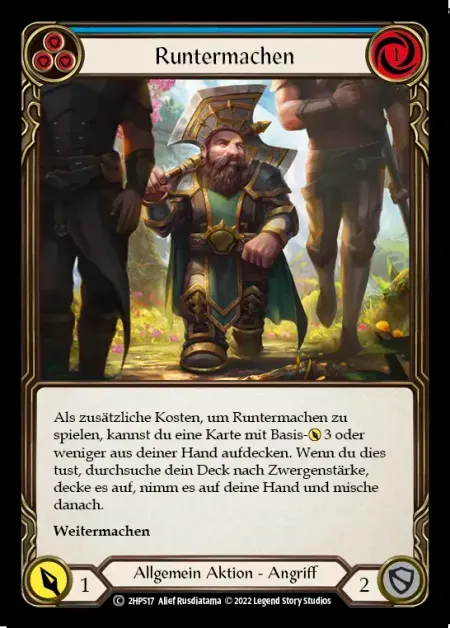 Runtermachen
1
Als zusätzliche Kosten, um Runtermachen zu
spielen, kannst du eine Karte mit Basis- 3 oder
weniger aus deiner Hand aufdecken. Wenn du dies
tust, durchsuche dein Deck nach Zwergenstärke,
decke es auf, nimm es auf deine Hand und mische
danach.
Weitermachen
1
Allgemein Aktion - Angriff
2
C 2HP517 Alief Rusdiatama © 2022 Legend Story Studios